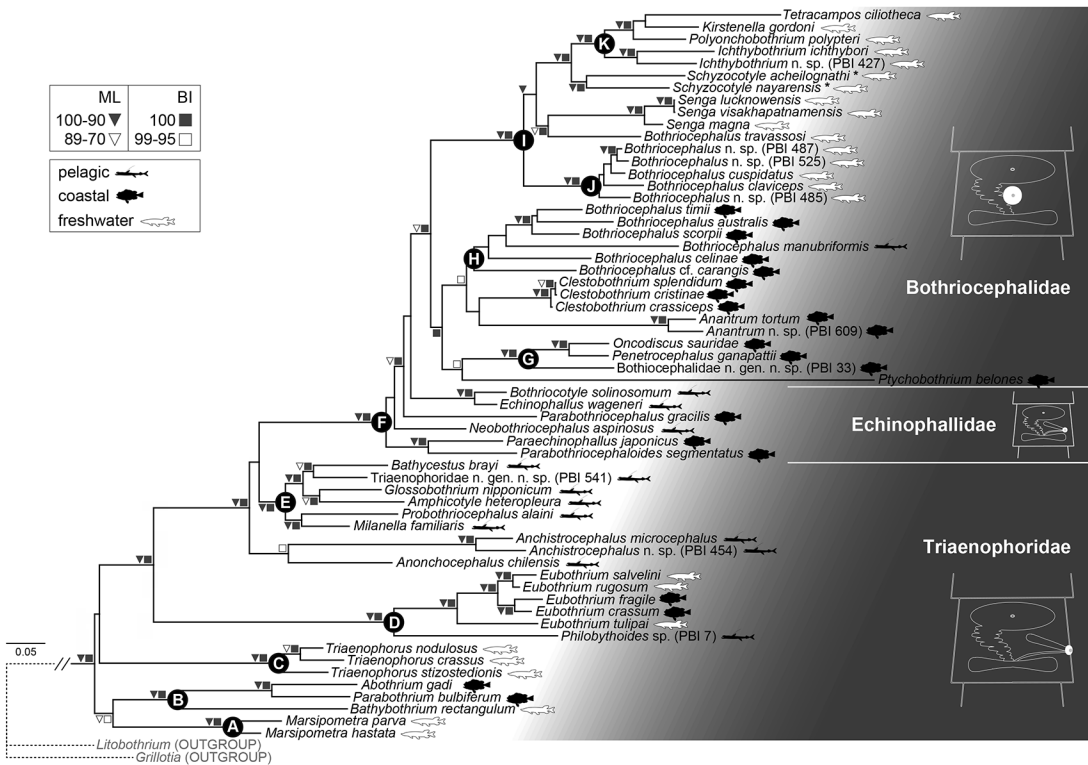 Tetracampos ciliotheca
Kirstenella gordoni
Polyonchobothrium polypteri
K
Ichthybothrium ichthybori
Ichthybothrium n. sp. (PBI 427)
Schyzocotyle acheilognathi *
Schyzocotyle nayarensis *
ML BI
100-90 100
89-70 99-95
Senga lucknowensis
Senga visakhapatnamensis
Senga magna
I
Bothriocephalus travassosi
Bothriocephalus n. sp. (PBI 487)
Bothriocephalus n. sp. (PBI 525)
pelagic
coastal
freshwater
Bothriocephalus cuspidatus
J
Bothriocephalus claviceps
Bothriocephalus n. sp. (PBI 485)
Bothriocephalus timii
Bothriocephalus australis
Bothriocephalus scorpii
Bothriocephalus manubriformis
H
Bothriocephalus celinae
Bothriocephalus cf. carangis
Clestobothrium splendidum
Clestobothrium cristinae
Clestobothrium crassiceps
Bothriocephalidae
Anantrum tortum
Anantrum n. sp. (PBI 609)
Oncodiscus sauridae
G
Penetrocephalus ganapattii
Bothiocephalidae n. gen. n. sp. (PBI 33)
Ptychobothrium belones
Bothriocotyle solinosomum
Echinophallus wageneri
Parabothriocephalus gracilis
F
Neobothriocephalus aspinosus
Echinophallidae
Paraechinophallus japonicus
Parabothriocephaloides segmentatus
Bathycestus brayi
Triaenophoridae n. gen. n. sp. (PBI 541)
Glossobothrium nipponicum
E
Amphicotyle heteropleura
Probothriocephalus alaini
Milanella familiaris
Anchistrocephalus microcephalus
Anchistrocephalus n. sp. (PBI 454)
Triaenophoridae
Anonchocephalus chilensis
Eubothrium salvelini
Eubothrium rugosum
Eubothrium fragile
Eubothrium crassum
D
Eubothrium tulipai
Philobythoides sp. (PBI 7)
0.05
Triaenophorus nodulosus
C
Triaenophorus crassus
Triaenophorus stizostedionis
Abothrium gadi
B
Parabothrium bulbiferum
Bathybothrium rectangulum
Marsipometra parva
A
Marsipometra hastata
Litobothrium (OUTGROUP)
Grillotia (OUTGROUP)